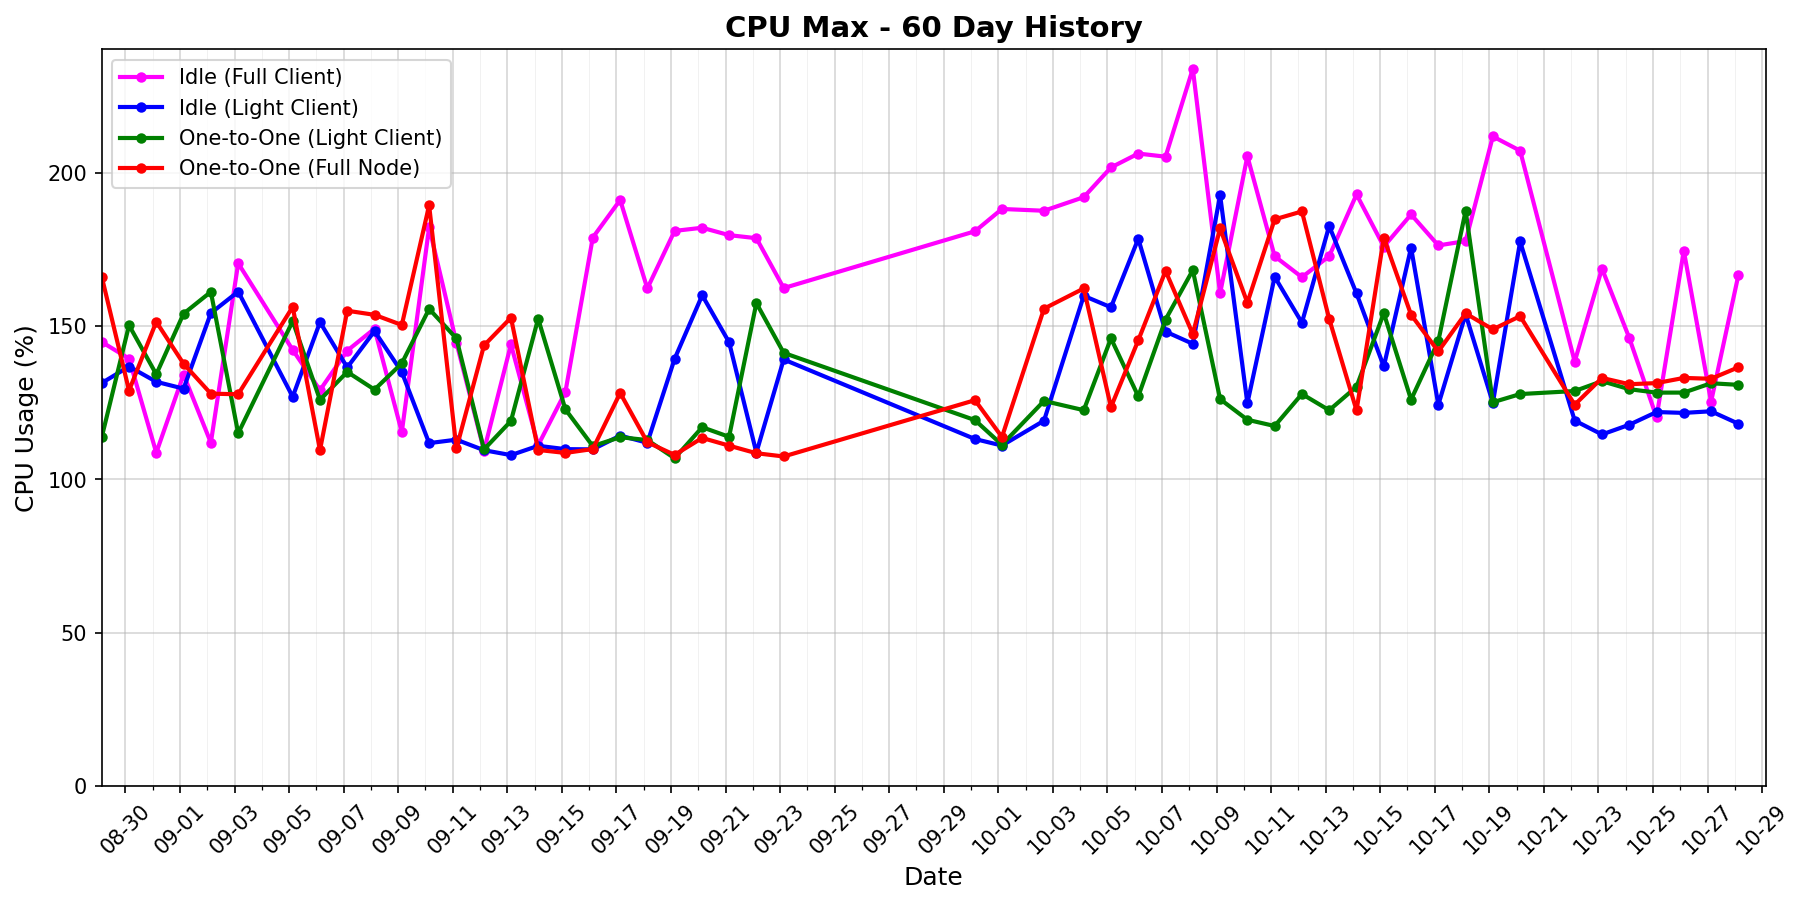 CPU Max - 60 Day History
Idle (Full Client)
Idle (Light Client)
One-to-One (Light Client)
One-to-One (Full Node)
CPU Usage (%)
200
150
100
50
0
08-30 09-01 09-03 09-05 09-07 09-09 09-11 09-13 09-15 09-17 09-19 09-21 09-23 09-25 09-27 09-29 10-01 10-03 10-05 10-07 10-09 10-11 10-13 10-15 10-17 10-19 10-21 10-23 10-25 10-27 10-29
Date